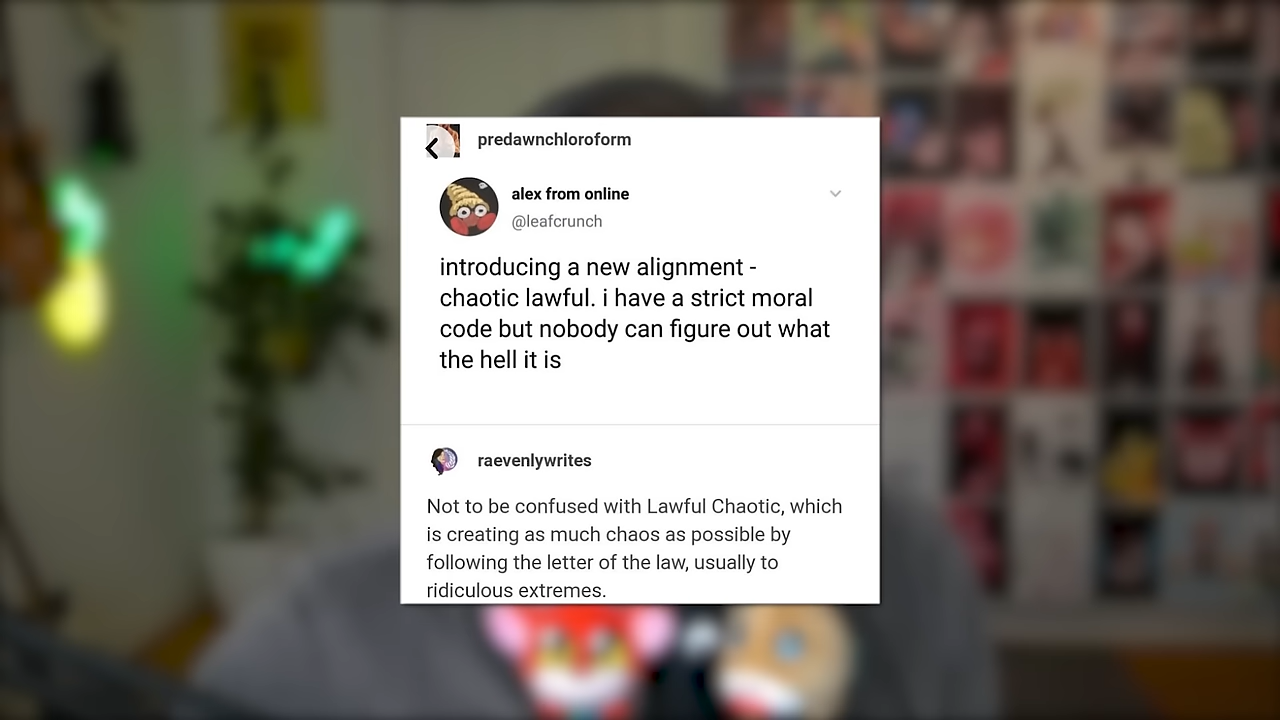 predawnchloroform
alex from online
@leafcrunch
introducing a new alignment -
chaotic lawful. i have a strict moral
code but nobody can figure out what
the hell it is
raevenlywrites
Not to be confused with Lawful Chaotic, which
is creating as much chaos as possible by
following the letter of the law, usually to
ridiculous extremes.